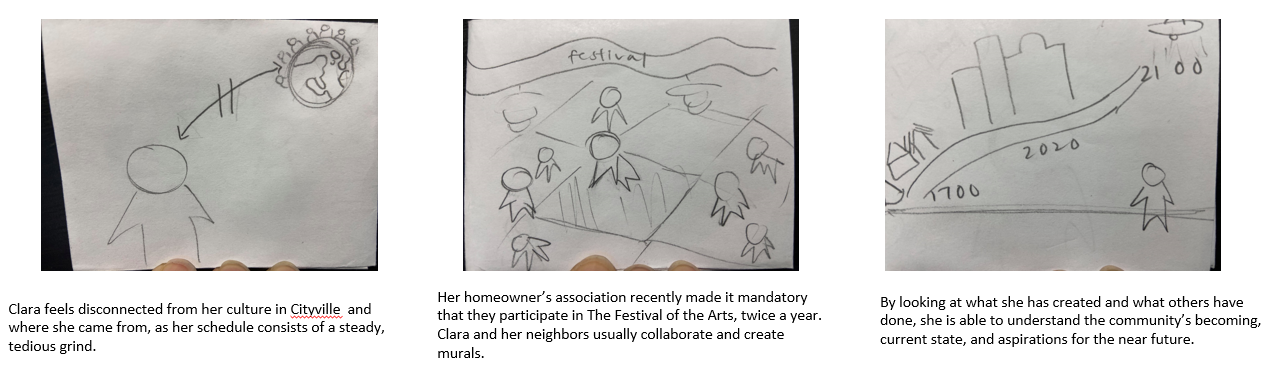 festival
2100
2020
1700
Clara feels disconnected from her culture in Cityville and
where she came from, as her schedule consists of a steady,
tedious grind.
Her homeowner’s association recently made it mandatory
that they participate in The Festival of the Arts, twice a year.
Clara and her neighbors usually collaborate and create
murals.
By looking at what she has created and what others have
done, she is able to understand the community’s becoming,
current state, and aspirations for the near future.